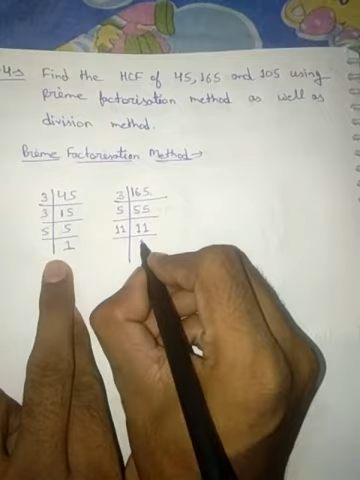 Find the HCF of 45, 165 and 105 using
prime factorisation method as well as
division method.
Prime Factorisation Method →
3 | 45
3 | 15
5 | 5
| 1
3 | 165
5 | 55
11 | 11